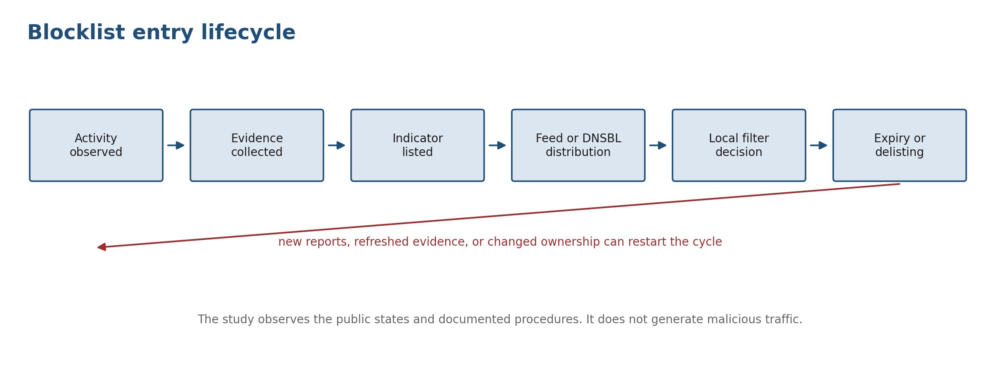 Blocklist entry lifecycle
Activity
observed
Evidence
collected
Indicator
listed
Feed or DNSBL
distribution
Local filter
decision
Expiry or
delisting
new reports, refreshed evidence, or changed ownership can restart the cycle
The study observes the public states and documented procedures. It does not generate malicious traffic.